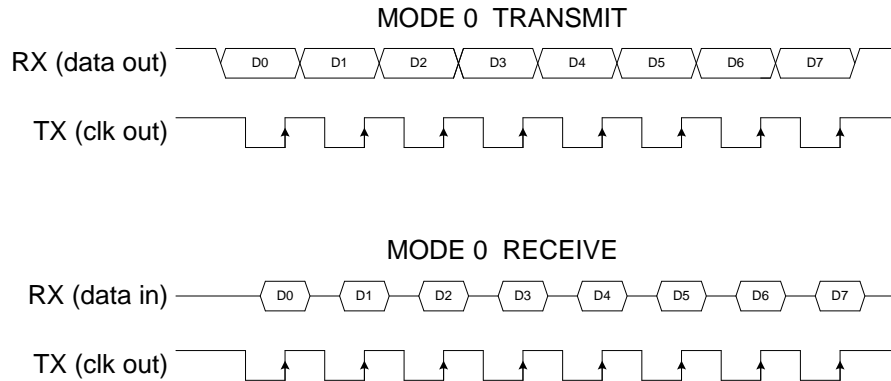 MODE 0 TRANSMIT
RX (data out) D0 D1 D2 D3 D4 D5 D6 D7
TX (clk out)
MODE 0 RECEIVE
RX (data in) D0 D1 D2 D3 D4 D5 D6 D7
TX (clk out)